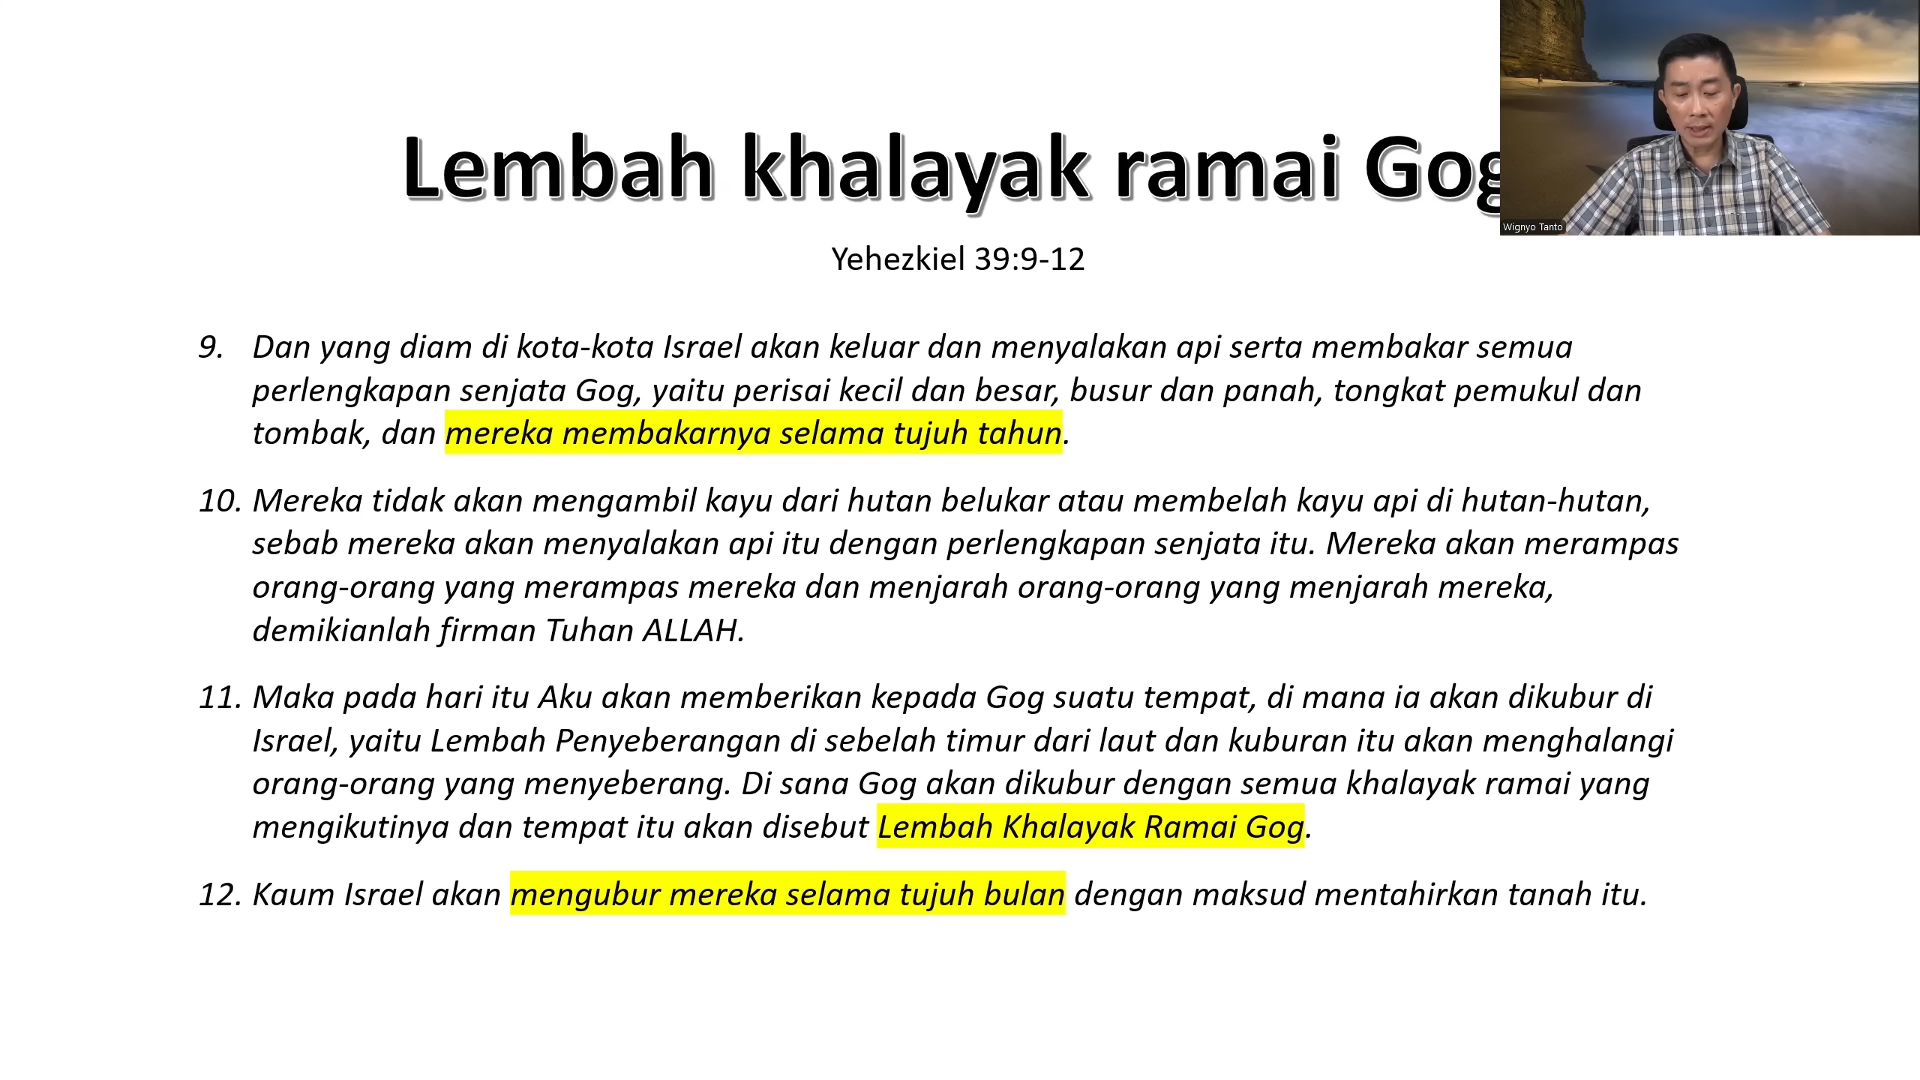 Lembah khalayak ramai Gog
Wignyo Tanto
Yehezkiel 39:9-12
9. Dan yang diam di kota-kota Israel akan keluar dan menyalakan api serta membakar semua
perlengkapan senjata Gog, yaitu perisai kecil dan besar, busur dan panah, tongkat pemukul dan
tombak, dan mereka membakarnya selama tujuh tahun.
10. Mereka tidak akan mengambil kayu dari hutan belukar atau membelah kayu api di hutan-hutan,
sebab mereka akan menyalakan api itu dengan perlengkapan senjata itu. Mereka akan merampas
orang-orang yang merampas mereka dan menjarah orang-orang yang menjarah mereka,
demikianlah firman Tuhan ALLAH.
11. Maka pada hari itu Aku akan memberikan kepada Gog suatu tempat, di mana ia akan dikubur di
Israel, yaitu Lembah Penyeberangan di sebelah timur dari laut dan kuburan itu akan menghalangi
orang-orang yang menyeberang. Di sana Gog akan dikubur dengan semua khalayak ramai yang
mengikutinya dan tempat itu akan disebut Lembah Khalayak Ramai Gog.
12. Kaum Israel akan mengubur mereka selama tujuh bulan dengan maksud mentahirkan tanah itu.